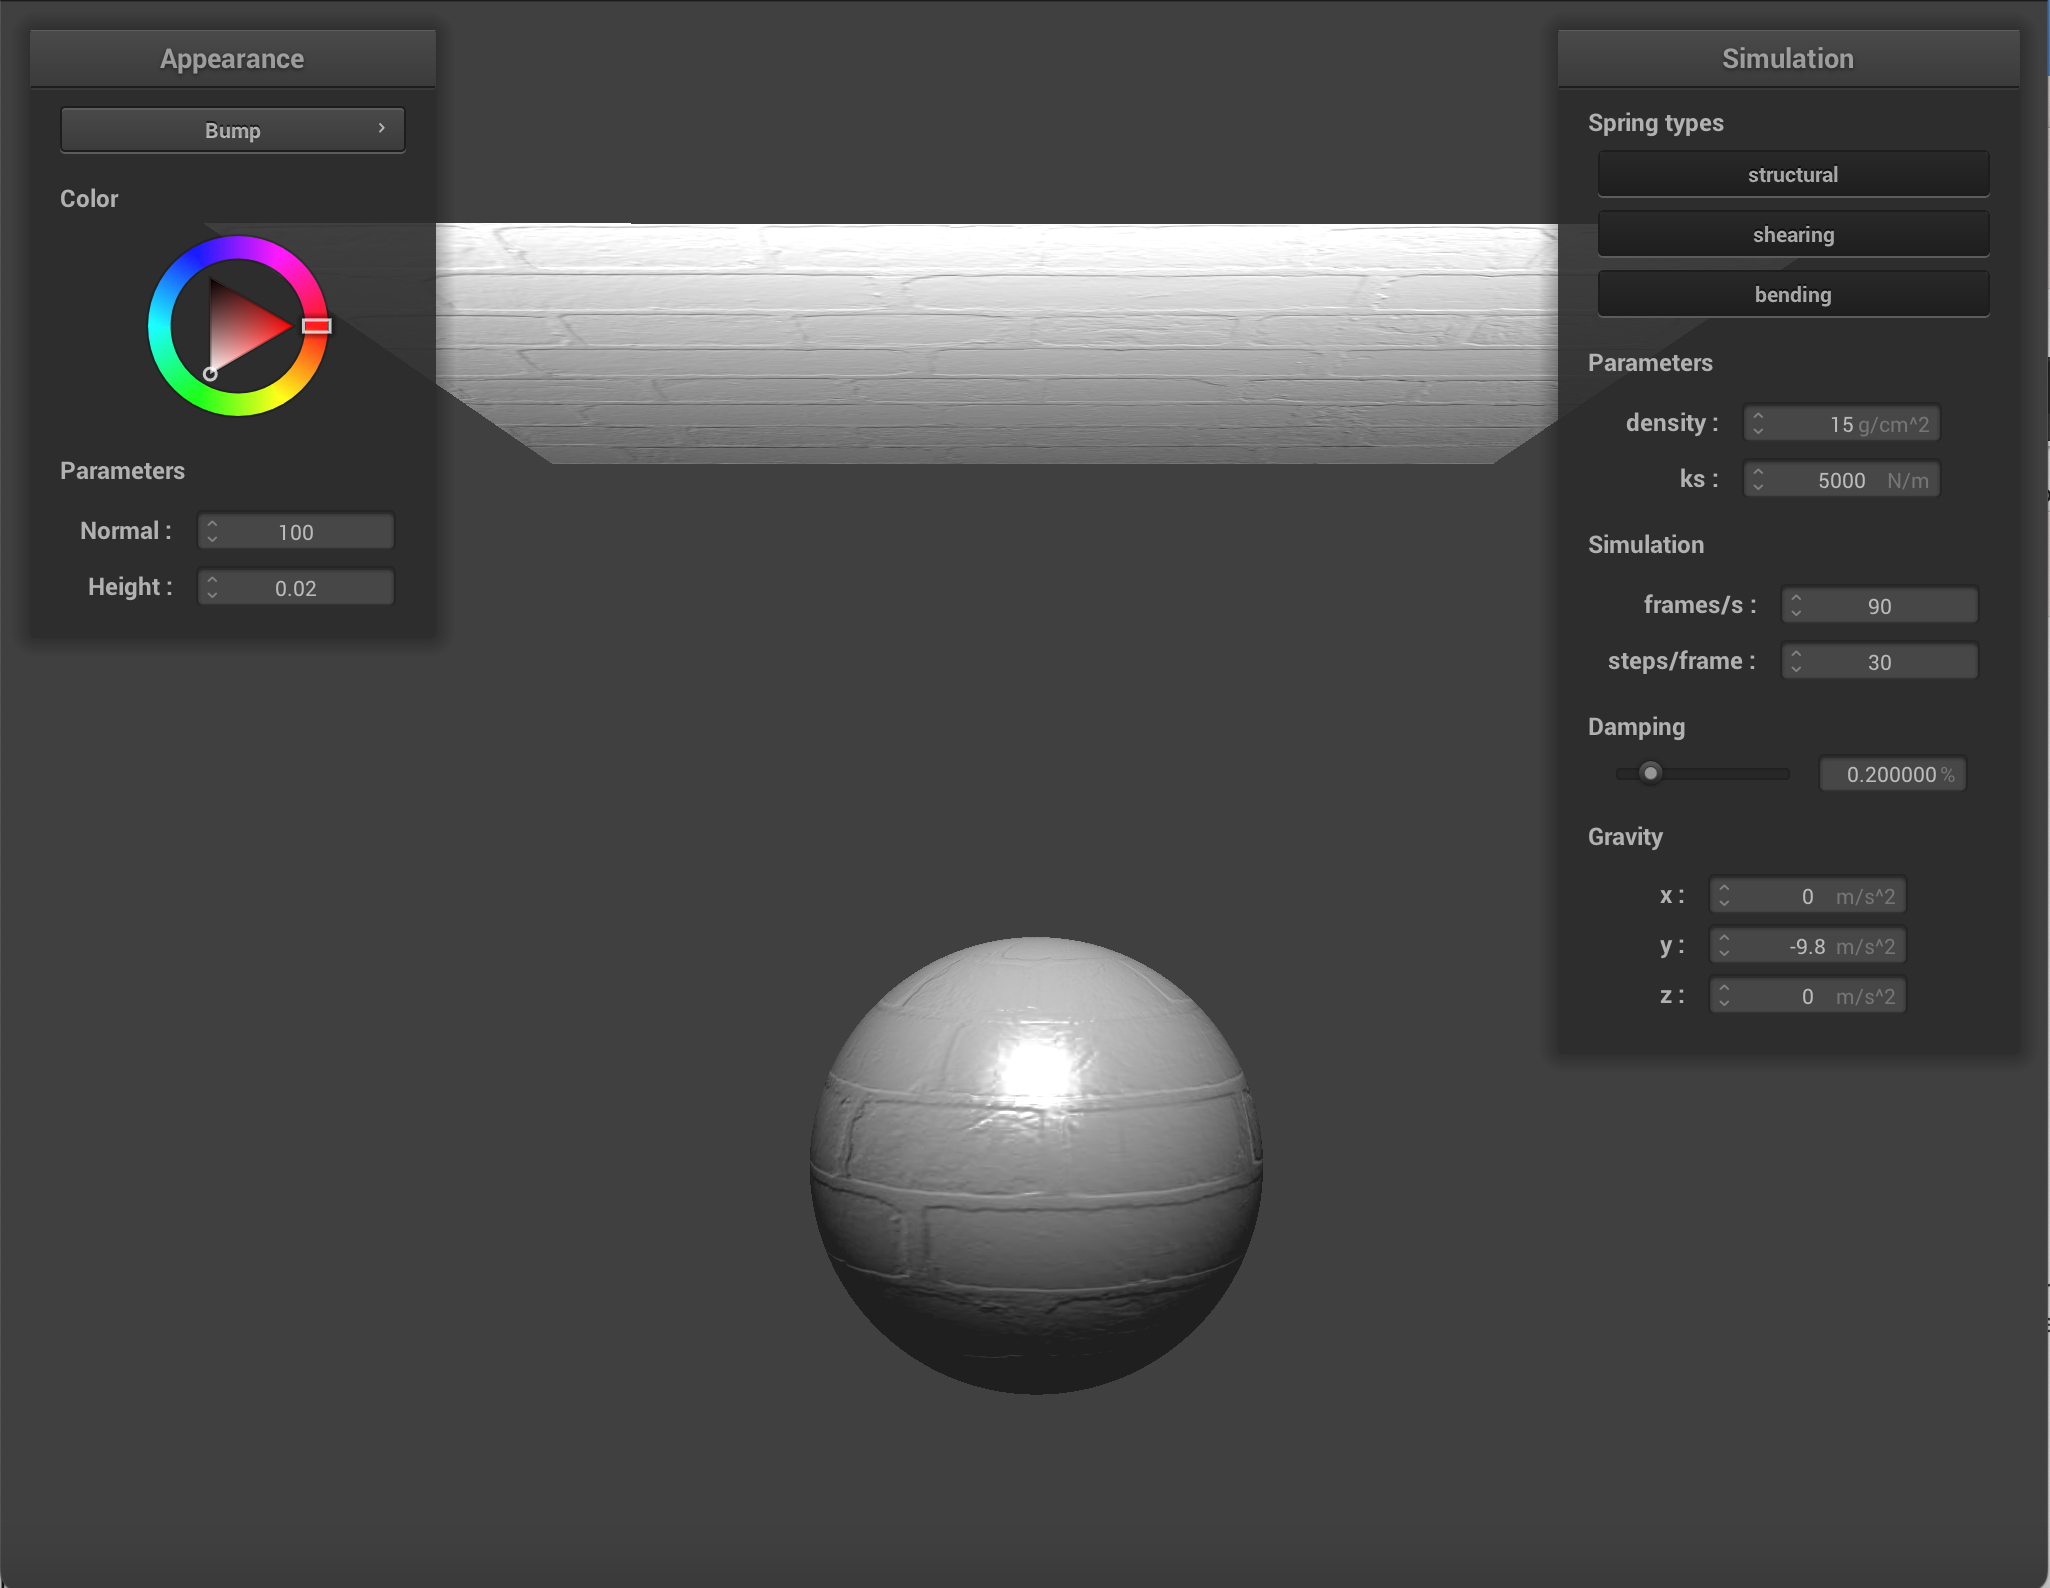 Appearance
Bump
Color
Parameters
Normal : 100
Height : 0.02
Simulation
Spring types
structural
shearing
bending
Parameters
density : 15 g/cm^2
ks : 5000 N/m
Simulation
frames/s : 90
steps/frame : 30
Damping
0.200000 %
Gravity
x : 0 m/s^2
y : -9.8 m/s^2
z : 0 m/s^2